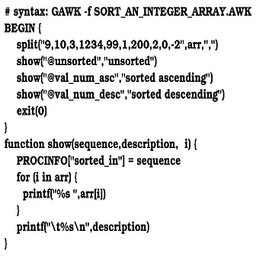 # syntax: GAWK -f SORT_AN_INTEGER_ARRAY.AWK
BEGIN {
split("9,10,3,1234,99,1,200,2,0,-2",arr,",")
show("@unsorted","unsorted")
show("@val_num_asc","sorted ascending")
show("@val_num_desc","sorted descending")
exit(0)
}
function show(sequence,description,  i) {
PROCINFO["sorted_in"] = sequence
for (i in arr) {
printf("%s ",arr[i])
}
printf("\t%s\n",description)
}